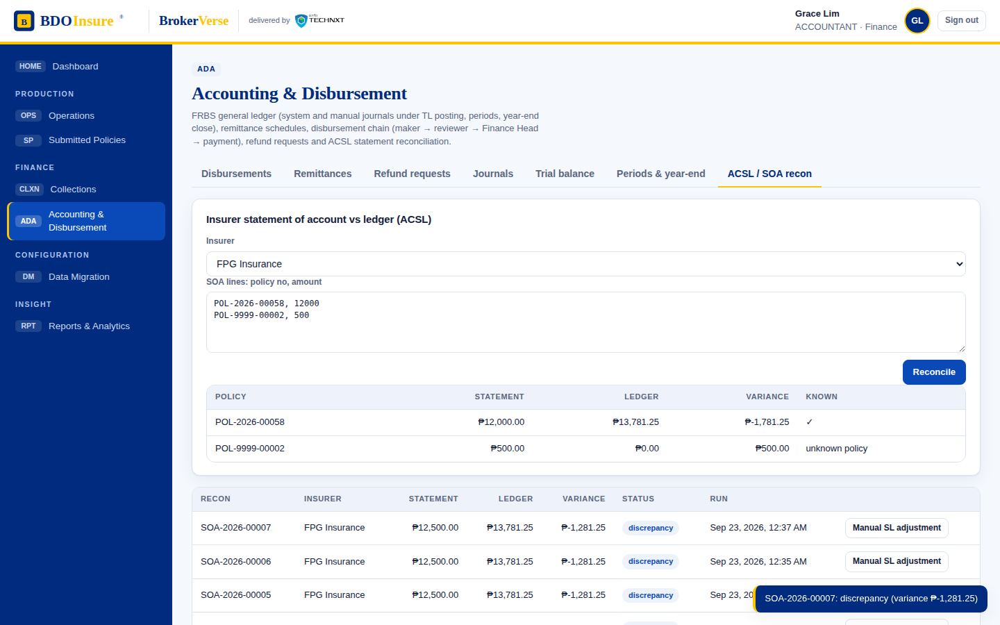 B BDO Insure ®
BrokerVerse
delivered by
TECHNXT
Grace Lim
ACCOUNTANT · Finance
GL
Sign out
HOME Dashboard
PRODUCTION
OPS Operations
SP Submitted Policies
FINANCE
CLXN Collections
ADA Accounting &
Disbursement
CONFIGURATION
DM Data Migration
INSIGHT
RPT Reports & Analytics
ADA
Accounting & Disbursement
FRBS general ledger (system and manual journals under TL posting, periods, year-end
close), remittance schedules, disbursement chain (maker → reviewer → Finance Head
→ payment), refund requests and ACSL statement reconciliation.
Disbursements Remittances Refund requests Journals Trial balance Periods & year-end ACSL / SOA recon
Insurer statement of account vs ledger (ACSL)
Insurer
FPG Insurance
SOA lines: policy no, amount
POL-2026-00058, 12000
POL-9999-00002, 500
Reconcile
POLICY STATEMENT LEDGER VARIANCE KNOWN
POL-2026-00058 ₱12,000.00 ₱13,781.25 ₱-1,781.25 ✓
POL-9999-00002 ₱500.00 ₱0.00 ₱500.00 unknown policy
RECON INSURER STATEMENT LEDGER VARIANCE STATUS RUN
SOA-2026-00007 FPG Insurance ₱12,500.00 ₱13,781.25 ₱-1,281.25 discrepancy Sep 23, 2026, 12:37 AM Manual SL adjustment
SOA-2026-00006 FPG Insurance ₱12,500.00 ₱13,781.25 ₱-1,281.25 discrepancy Sep 23, 2026, 12:35 AM Manual SL adjustment
SOA-2026-00005 FPG Insurance ₱12,500.00 ₱13,781.25 ₱-1,281.25 discrepancy Sep 23, 20
SOA-2026-00007: discrepancy (variance ₱-1,281.25)